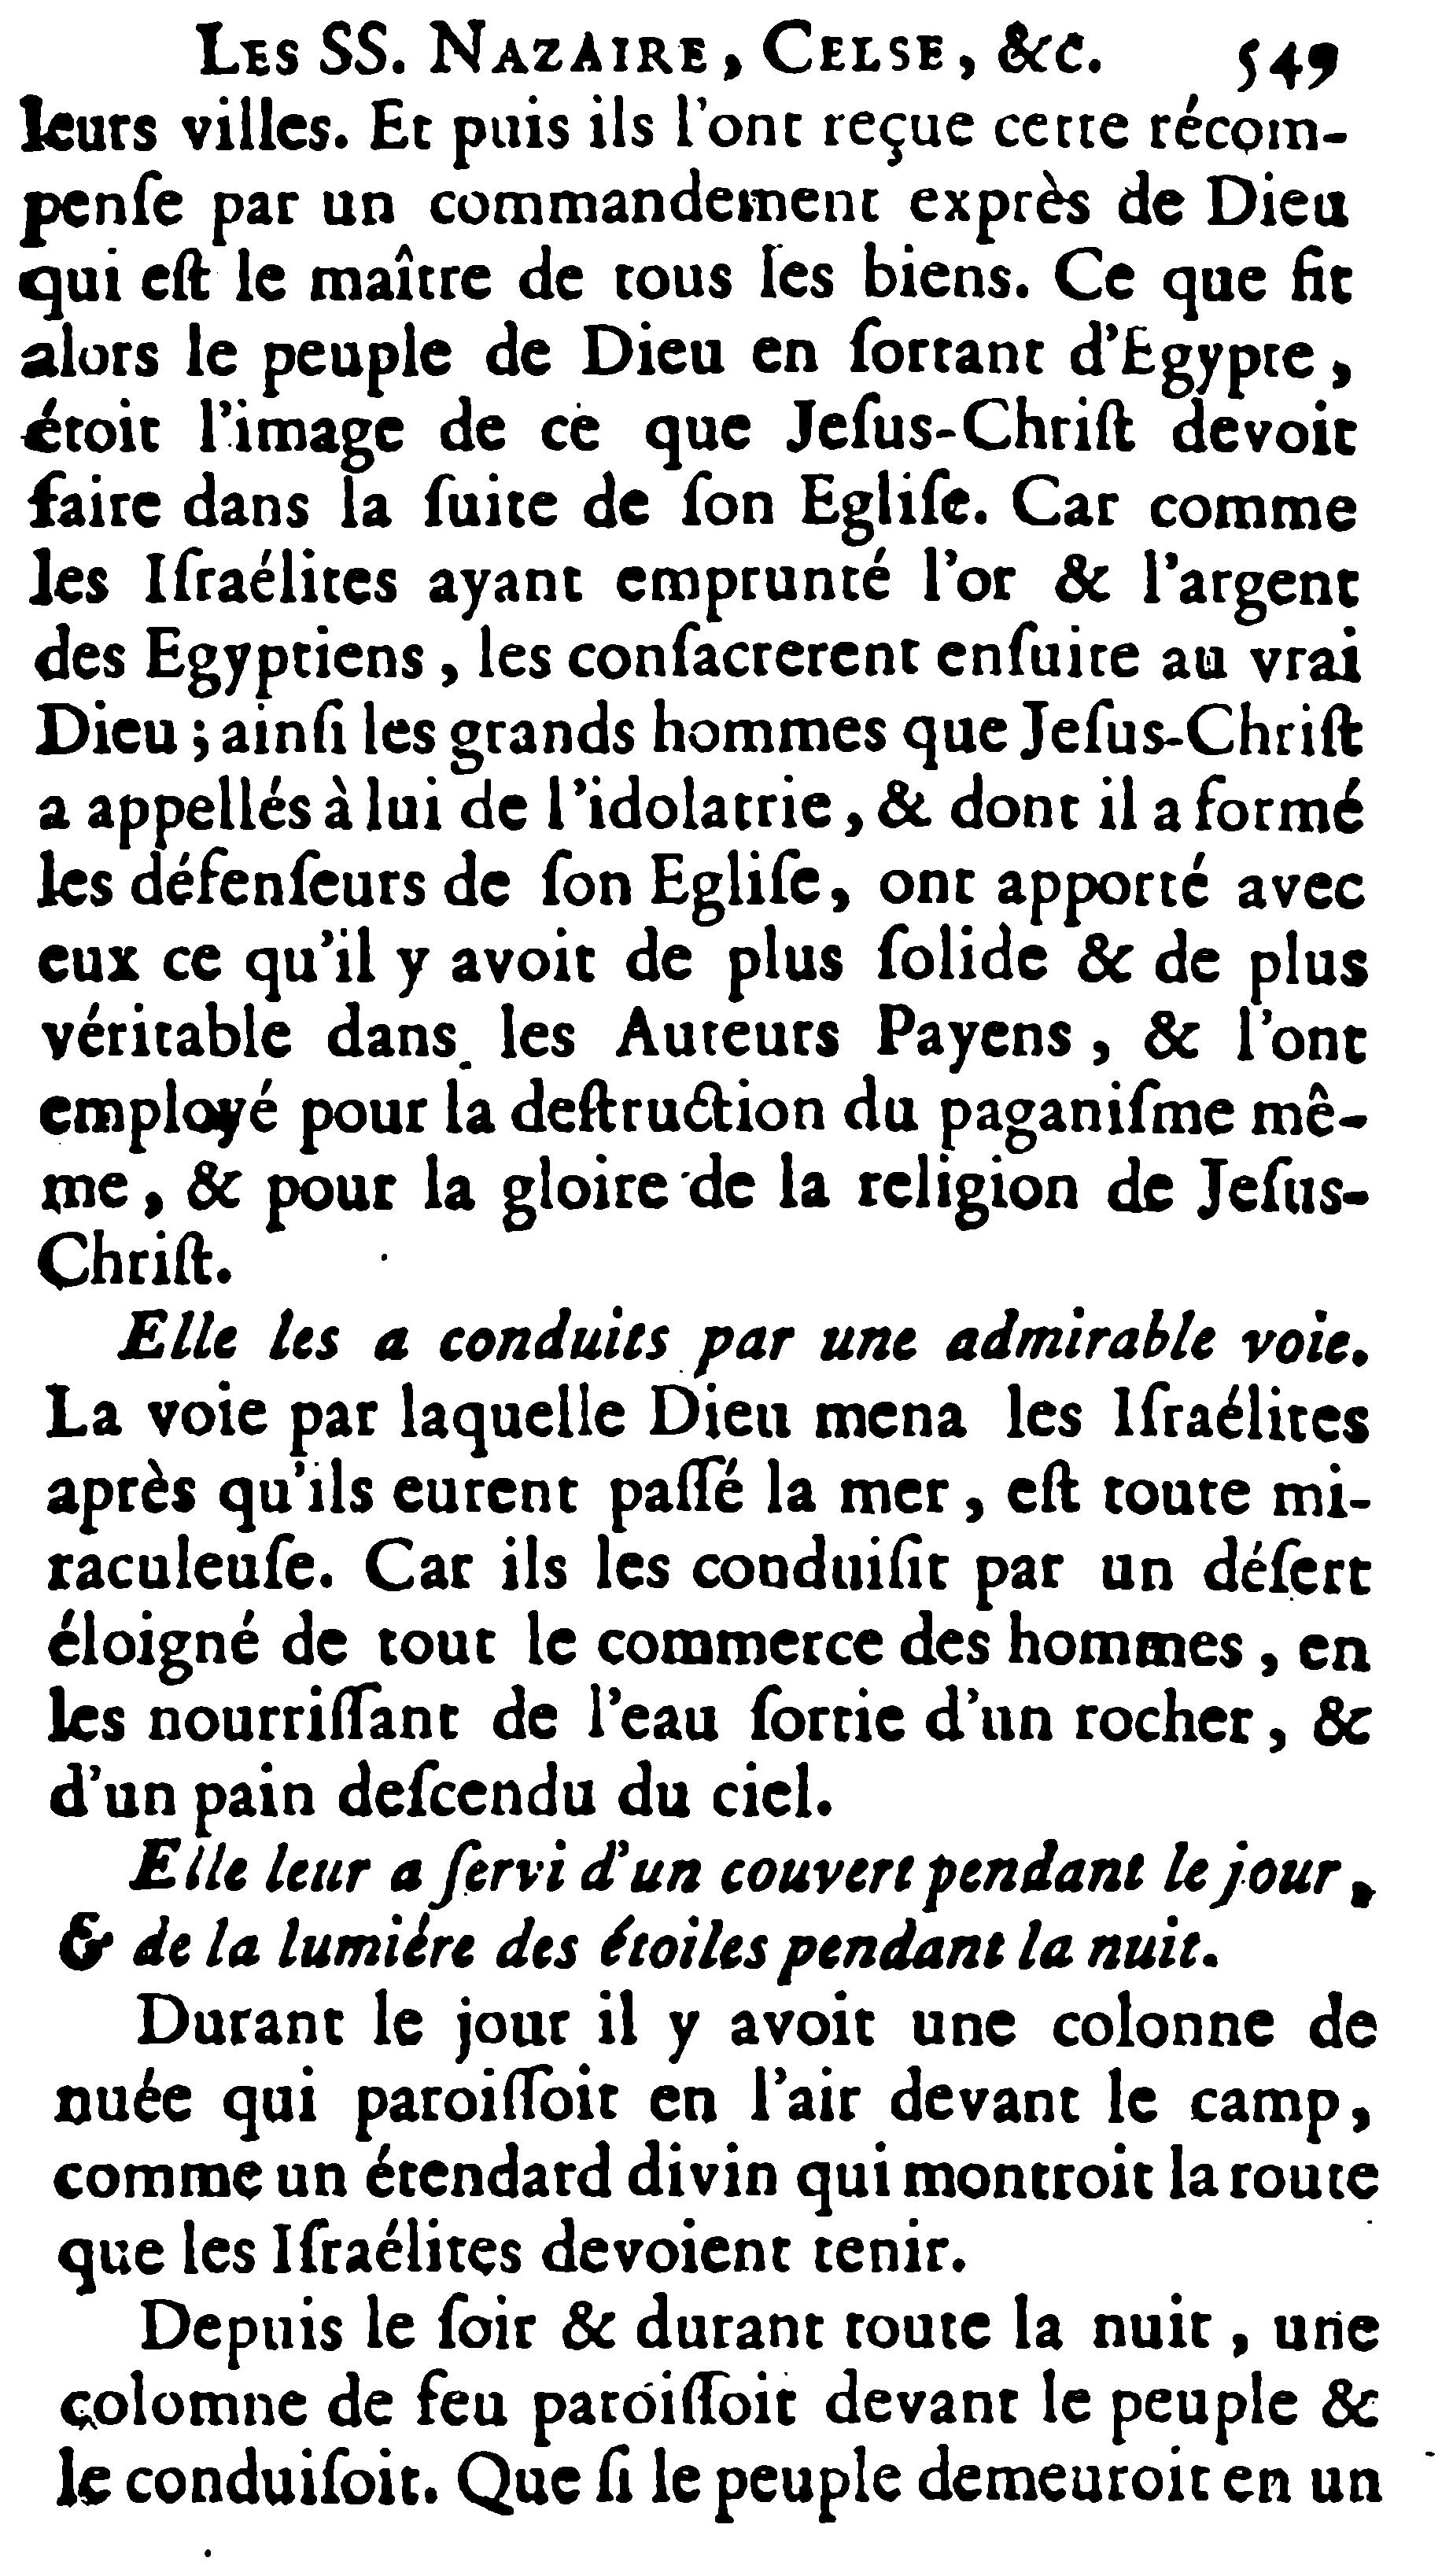 LES SS. NAZAIRE, CELSE, &c. 549
leurs villes. Et puis ils l'ont reçue cette récom-
penſe par un commandement exprès de Dieu
qui eſt le maître de tous les biens. Ce que fit
alors le peuple de Dieu en ſortant d'Egypte,
étoit l'image de ce que Jeſus-Chriſt devoit
faire dans la ſuite de ſon Egliſe. Car comme
les Iſraélites ayant emprunté l'or & l'argent
des Egyptiens, les conſacrerent enſuite au vrai
Dieu; ainſi les grands hommes que Jeſus-Chriſt
a appellés à lui de l'idolatrie, & dont il a formé
les défenſeurs de ſon Egliſe, ont apporté avec
eux ce qu'il y avoit de plus ſolide & de plus
véritable dans les Auteurs Payens, & l'ont
employé pour la deſtruction du paganiſme mê-
me, & pour la gloire de la religion de Jeſus-
Chriſt.
Elle les a conduits par une admirable voie.
La voie par laquelle Dieu mena les Iſraélites
après qu'ils eurent paſſé la mer, eſt toute mi-
raculeuſe. Car ils les conduiſit par un déſert
éloigné de tout le commerce des hommes, en
les nourriſſant de l'eau ſortie d'un rocher, &
d'un pain deſcendu du ciel.
Elle leur a ſervi d'un couvert pendant le jour,
& de la lumiére des étoiles pendant la nuit.
Durant le jour il y avoit une colonne de
nuée qui paroiſſoit en l'air devant le camp,
comme un étendard divin qui montroit la route
que les Iſraélites devoient tenir.
Depuis le ſoir & durant toute la nuit, une
colomne de feu paroiſſoit devant le peuple &
le conduiſoit. Que ſi le peuple demeuroit en un